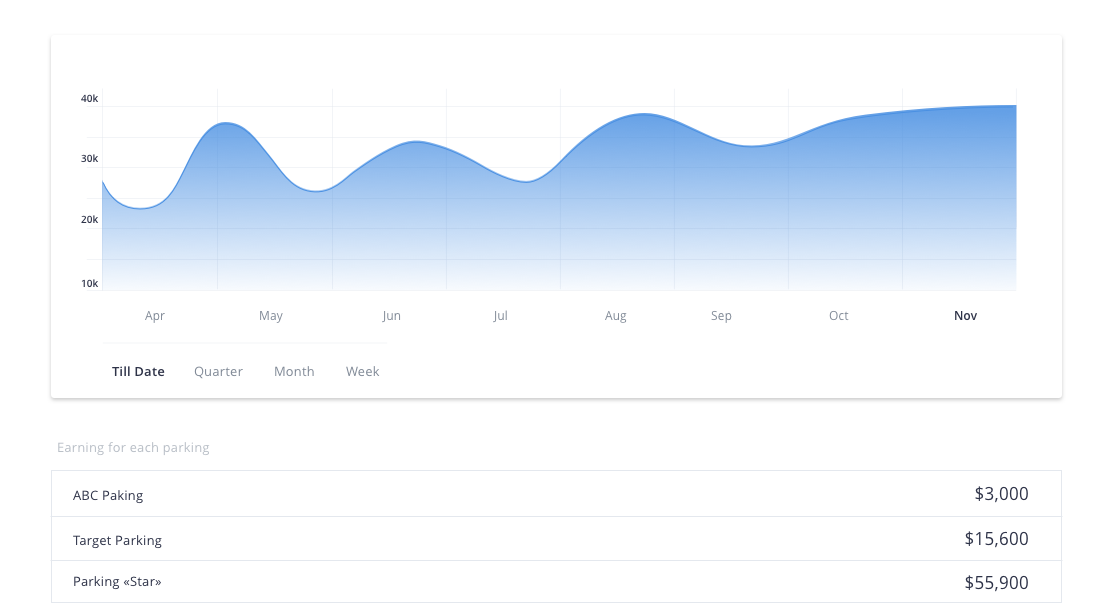 40k
30k
20k
10k
Apr May Jun Jul Aug Sep Oct Nov
Till Date Quarter Month Week
Earning for each parking
ABC Paking $3,000
Target Parking $15,600
Parking «Star» $55,900